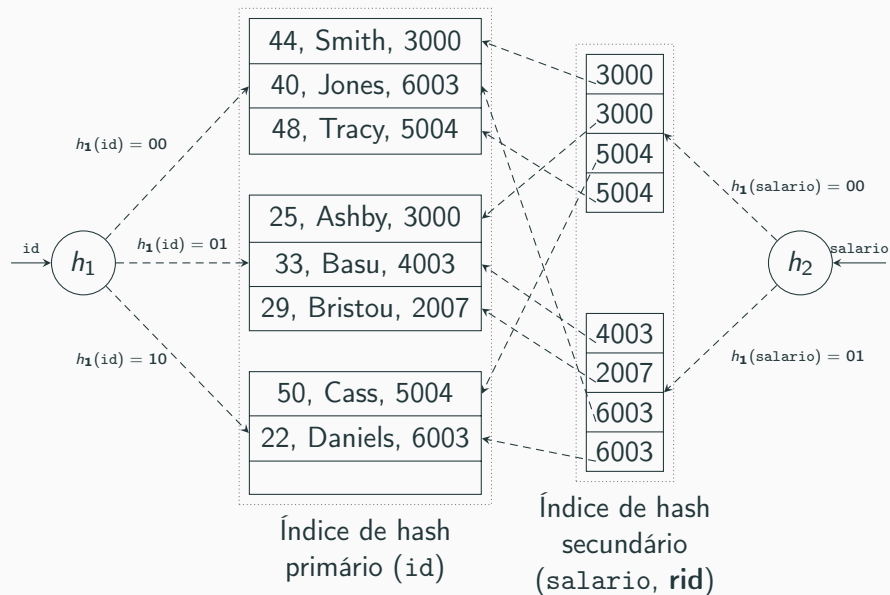 44, Smith, 3000
40, Jones, 6003
48, Tracy, 5004
25, Ashby, 3000
33, Basu, 4003
29, Bristou, 2007
50, Cass, 5004
22, Daniels, 6003
Índice de hash
primário (id)
id
h1
h1(id) = 00
h1(id) = 01
h1(id) = 10
3000
3000
5004
5004
4003
2007
6003
6003
Índice de hash
secundário
(salario, rid)
h1(salario) = 00
h1(salario) = 01
h2
salario